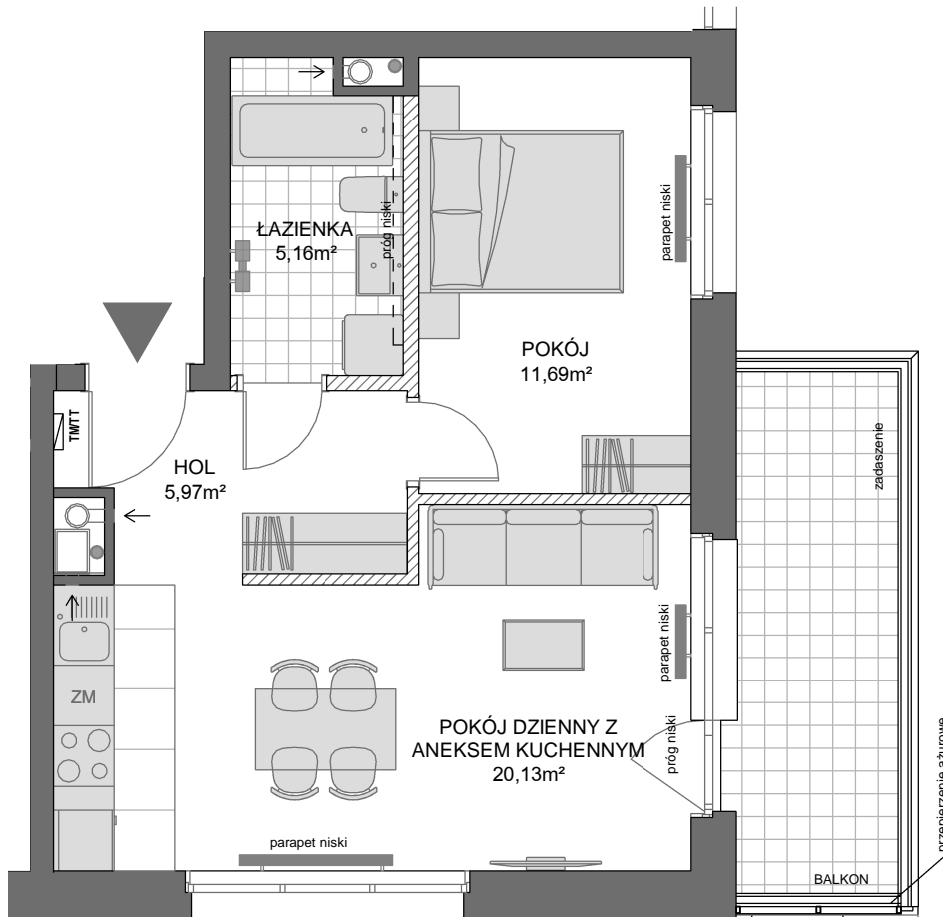 ŁAZIENKA
5,16m²
próg niski
parapet niski
POKÓJ
11,69m²
TM/TT
HOL
5,97m²
zadaszenie
parapet niski
ZM
POKÓJ DZIENNY Z
ANEKSEM KUCHENNYM
20,13m²
próg niski
parapet niski
BALKON
przepierzenie ażurowe